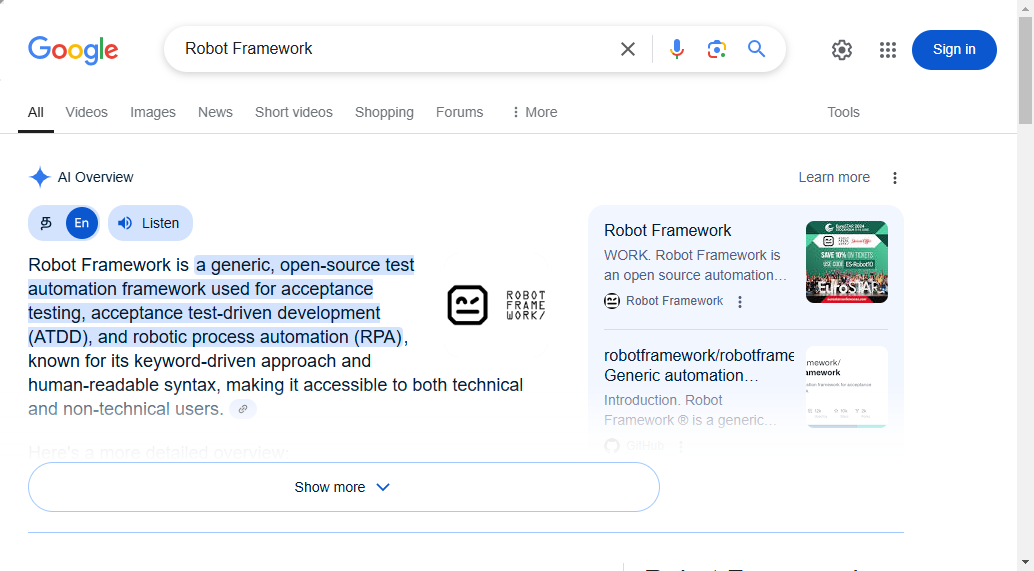 Google
Robot Framework
Sign in
All Videos Images News Short videos Shopping Forums More Tools
AI Overview
Learn more
த En Listen
Robot Framework is a generic, open-source test
automation framework used for acceptance
testing, acceptance test-driven development
(ATDD), and robotic process automation (RPA),
known for its keyword-driven approach and
human-readable syntax, making it accessible to both technical
and non-technical users.
Here's a more detailed overview:
ROBOT
FRAME
WORK/
Robot Framework
WORK. Robot Framework is
an open source automation…
Robot Framework
EuroSTAR 2024
SAVE 10% ON TICKETS
USE CODE ES-Robot10
EuroSTAR
robotframework/robotframe
Generic automation…
Introduction. Robot
Framework ® is a generic…
GitHub
mework/
amework
Show more